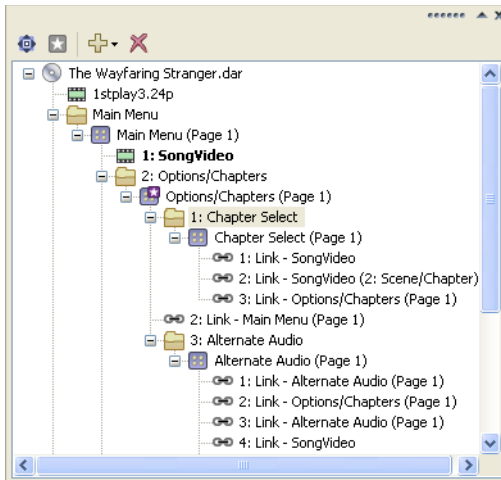 The Wayfaring Stranger.dar
1stplay3.24p
Main Menu
Main Menu (Page 1)
1: SongVideo
2: Options/Chapters
Options/Chapters (Page 1)
1: Chapter Select
Chapter Select (Page 1)
1: Link - SongVideo
2: Link - SongVideo (2: Scene/Chapter)
3: Link - Options/Chapters (Page 1)
2: Link - Main Menu (Page 1)
3: Alternate Audio
Alternate Audio (Page 1)
1: Link - Alternate Audio (Page 1)
2: Link - Options/Chapters (Page 1)
3: Link - Alternate Audio (Page 1)
4: Link - SongVideo